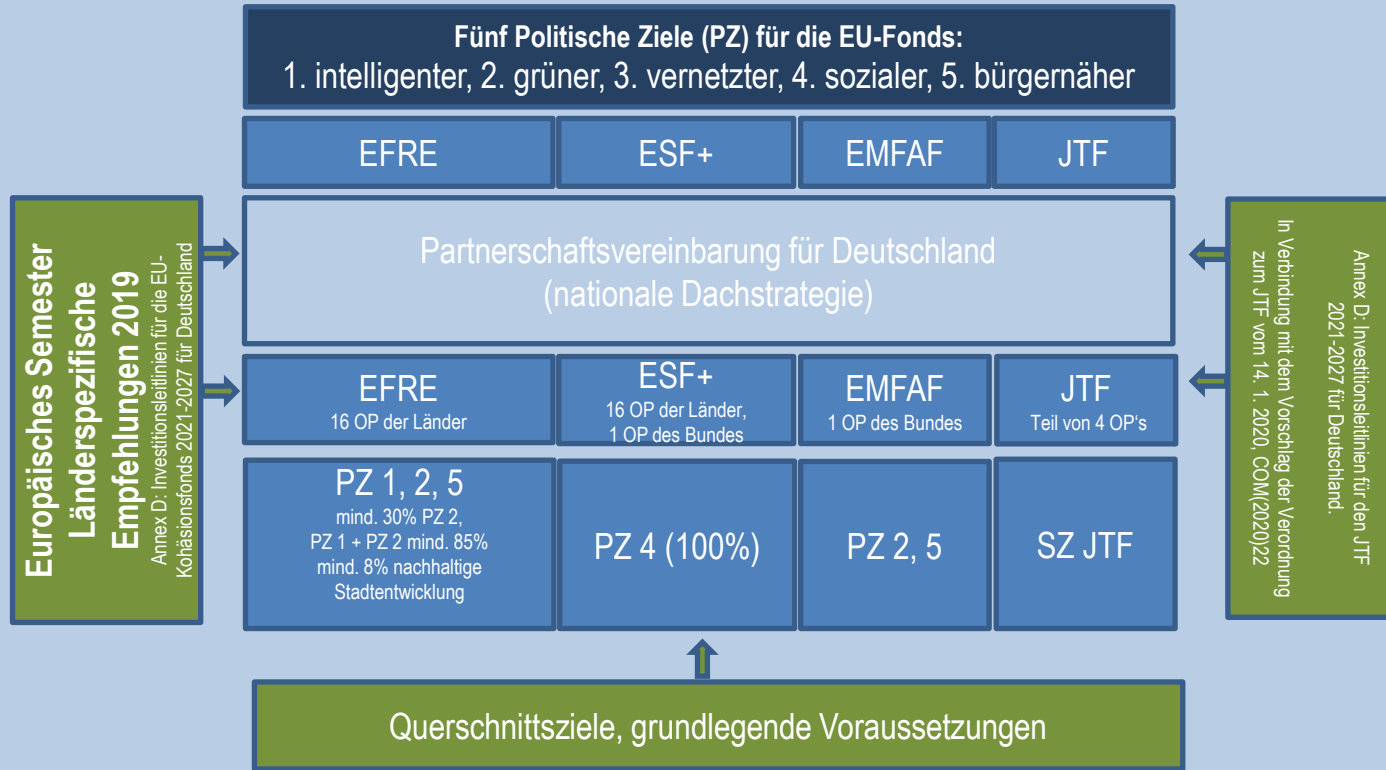 Fünf Politische Ziele (PZ) für die EU-Fonds:
1. intelligenter, 2. grüner, 3. vernetzter, 4. sozialer, 5. bürgernäher
EFRE
ESF+
EMFAF
JTF
Europäisches Semester
Länderspezifische
Empfehlungen 2019
Annex D: Investitionsleitlinien für die EU-
Kohäsionsfonds 2021-2027 für Deutschland
Partnerschaftsvereinbarung für Deutschland
(nationale Dachstrategie)
Annex D: Investitionsleitlinien für den JTF
2021-2027 für Deutschland.
In Verbindung mit dem Vorschlag der Verordnung
zum JTF vom 14. 1. 2020, COM(2020)22
EFRE
16 OP der Länder
ESF+
16 OP der Länder,
1 OP des Bundes
EMFAF
1 OP des Bundes
JTF
Teil von 4 OP‘s
PZ 1, 2, 5
mind. 30% PZ 2,
PZ 1 + PZ 2 mind. 85%
mind. 8% nachhaltige
Stadtentwicklung
PZ 4 (100%)
PZ 2, 5
SZ JTF
Querschnittsziele, grundlegende Voraussetzungen